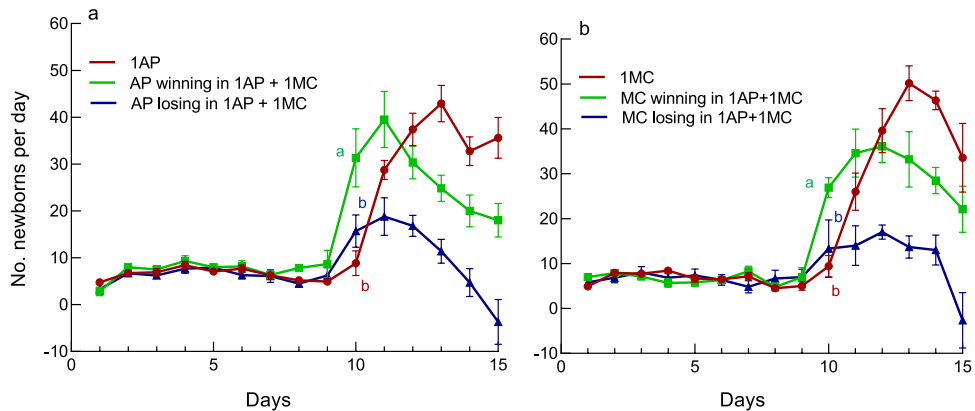 a
No. newborns per day
60
50
40
30
20
10
0
-10
1AP
AP winning in 1AP + 1MC
AP losing in 1AP + 1MC
a
b
b
0
5
10
15
Days
b
60
50
40
30
20
10
0
-10
1MC
MC winning in 1AP+1MC
MC losing in 1AP+1MC
a
b
b
0
5
10
15
Days